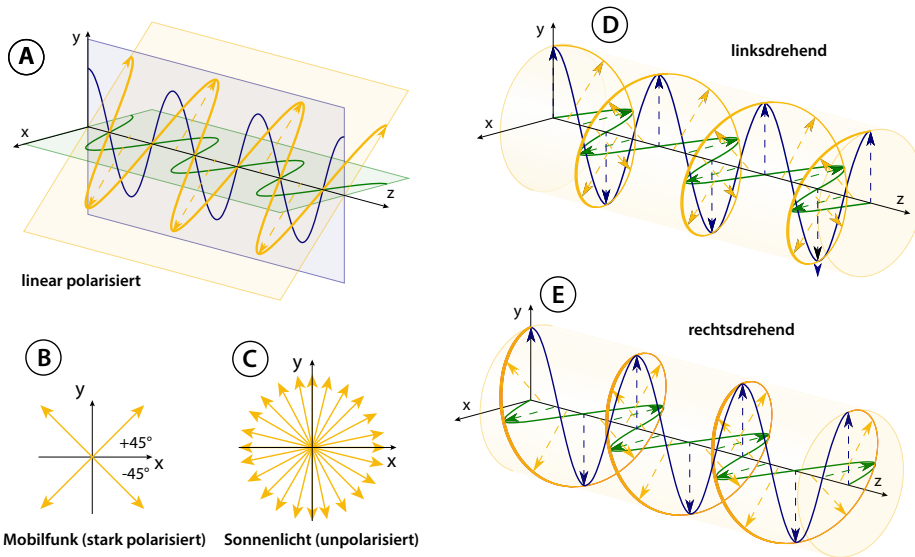 A
y
x
z
linear polarisiert
B
y
+45°
x
-45°
Mobilfunk (stark polarisiert)
C
y
x
Sonnenlicht (unpolarisiert)
D
linksdrehend
y
x
z
E
rechtsdrehend
y
x
z